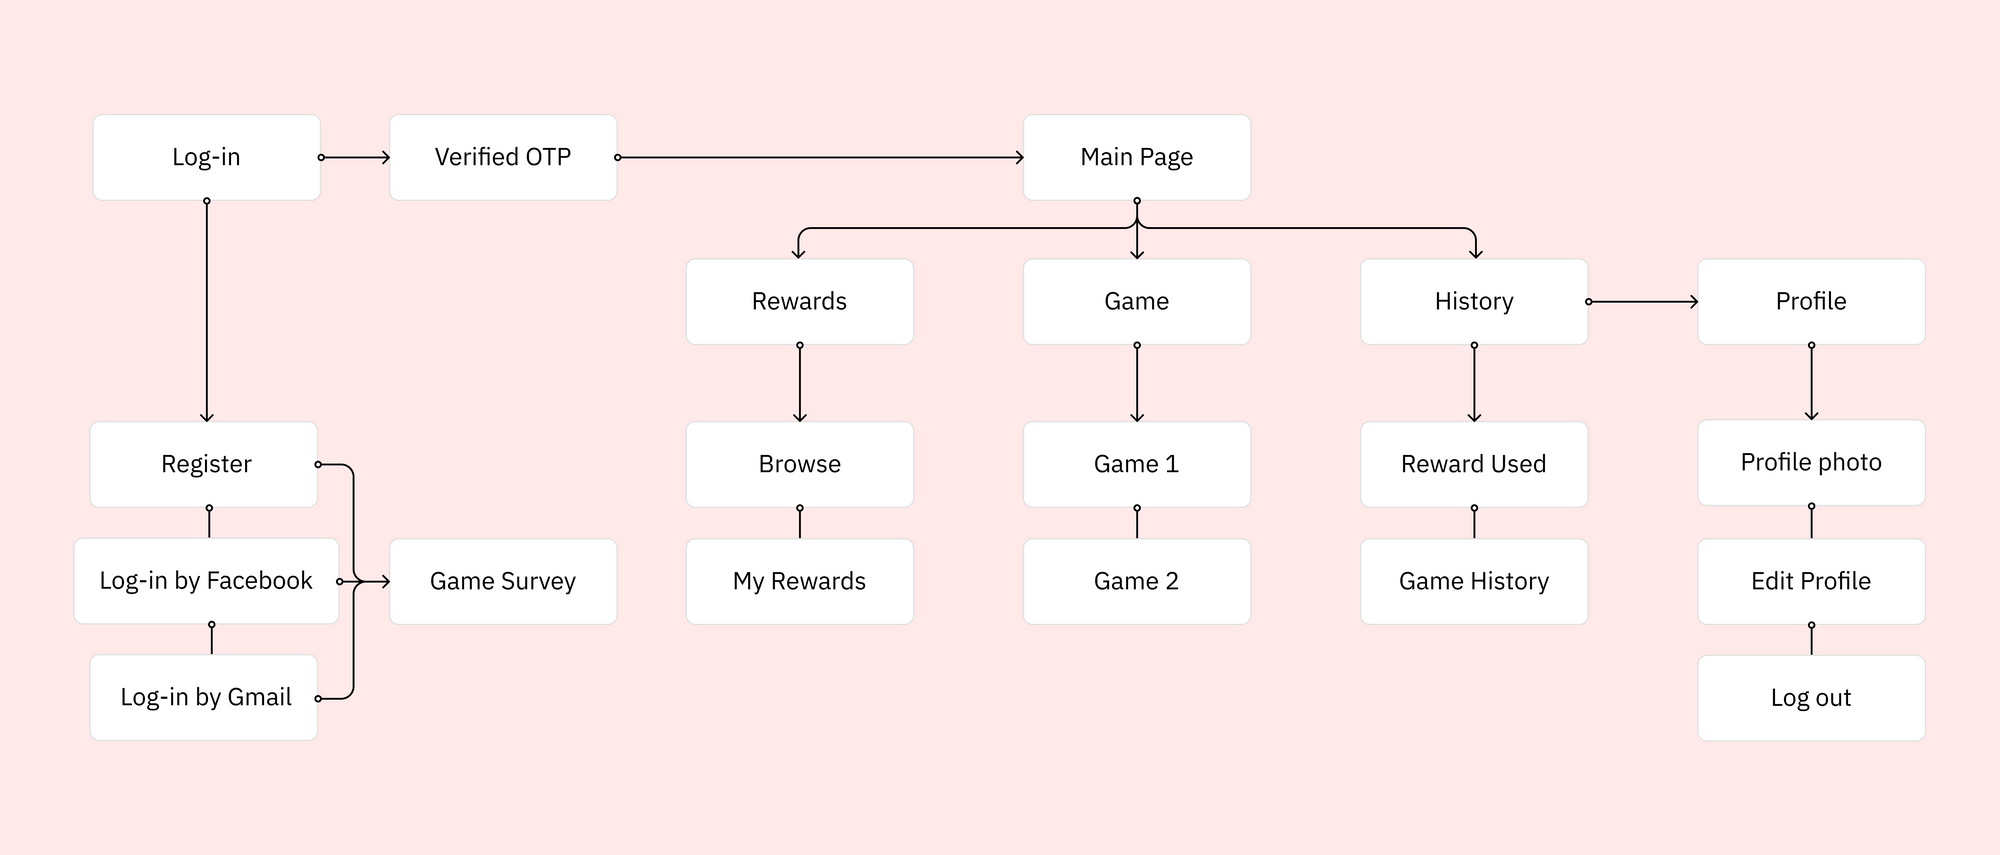 Log-in
Verified OTP
Main Page
Rewards
Game
History
Profile
Register
Browse
Game 1
Reward Used
Profile photo
Log-in by Facebook
Game Survey
My Rewards
Game 2
Game History
Edit Profile
Log-in by Gmail
Log out